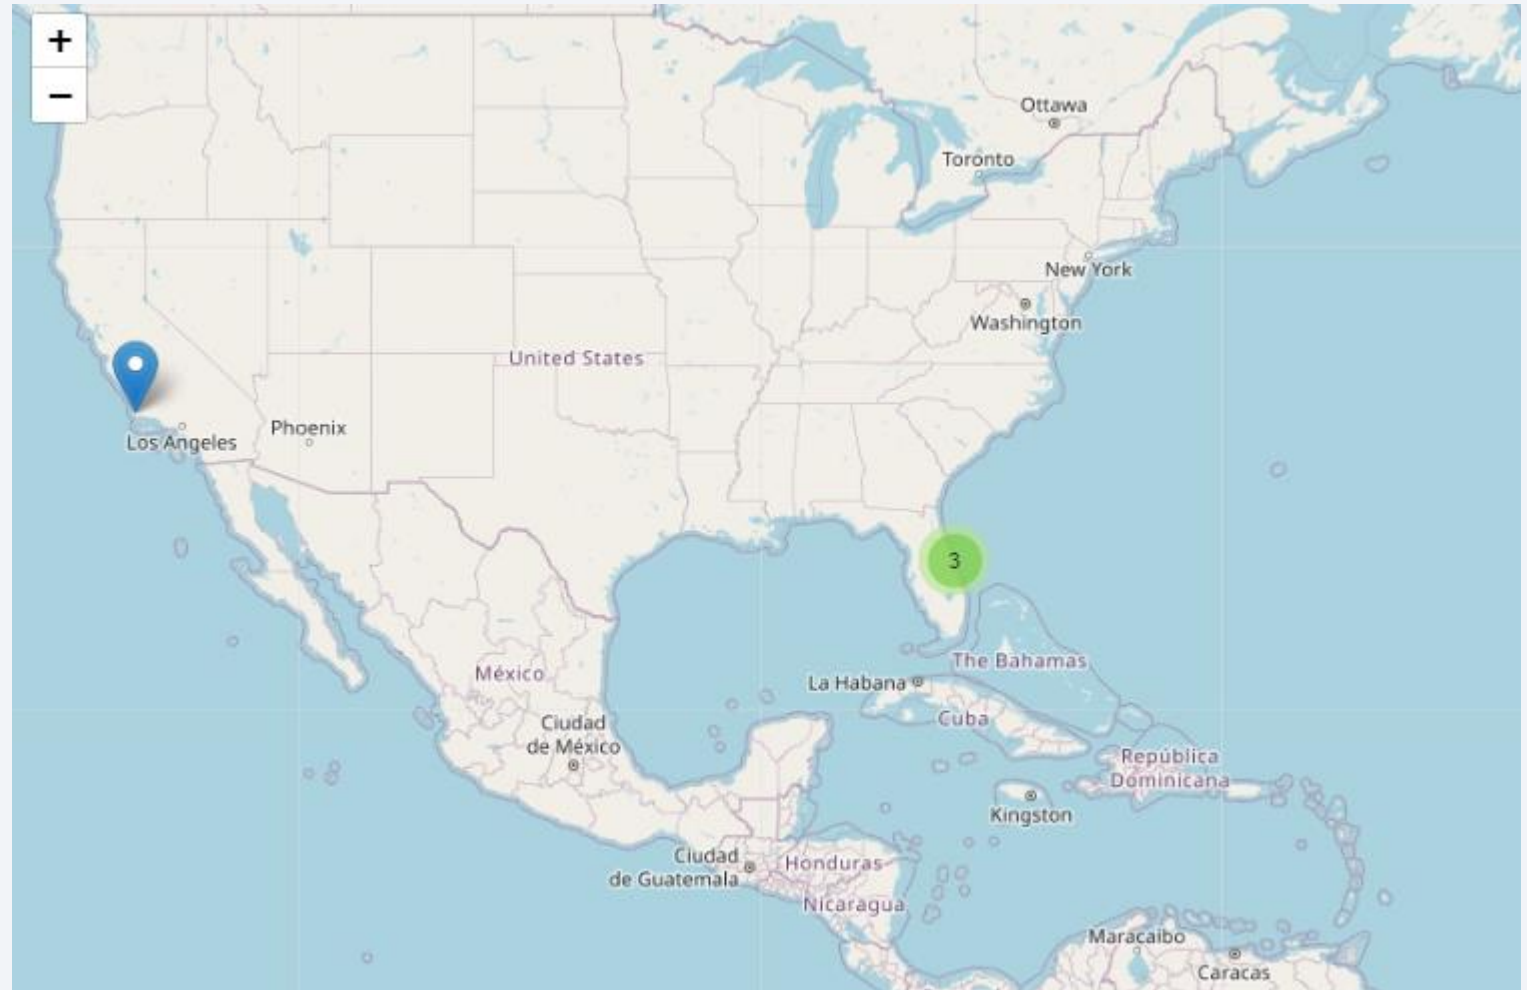 +
−
Ottawa
Toronto
New York
Washington
United States
Los Angeles
Phoenix
3
México
The Bahamas
La Habana
Cuba
Ciudad
de México
República
Dominicana
Kingston
Ciudad
de Guatemala
Honduras
Nicaragua
Maracaibo
Caracas